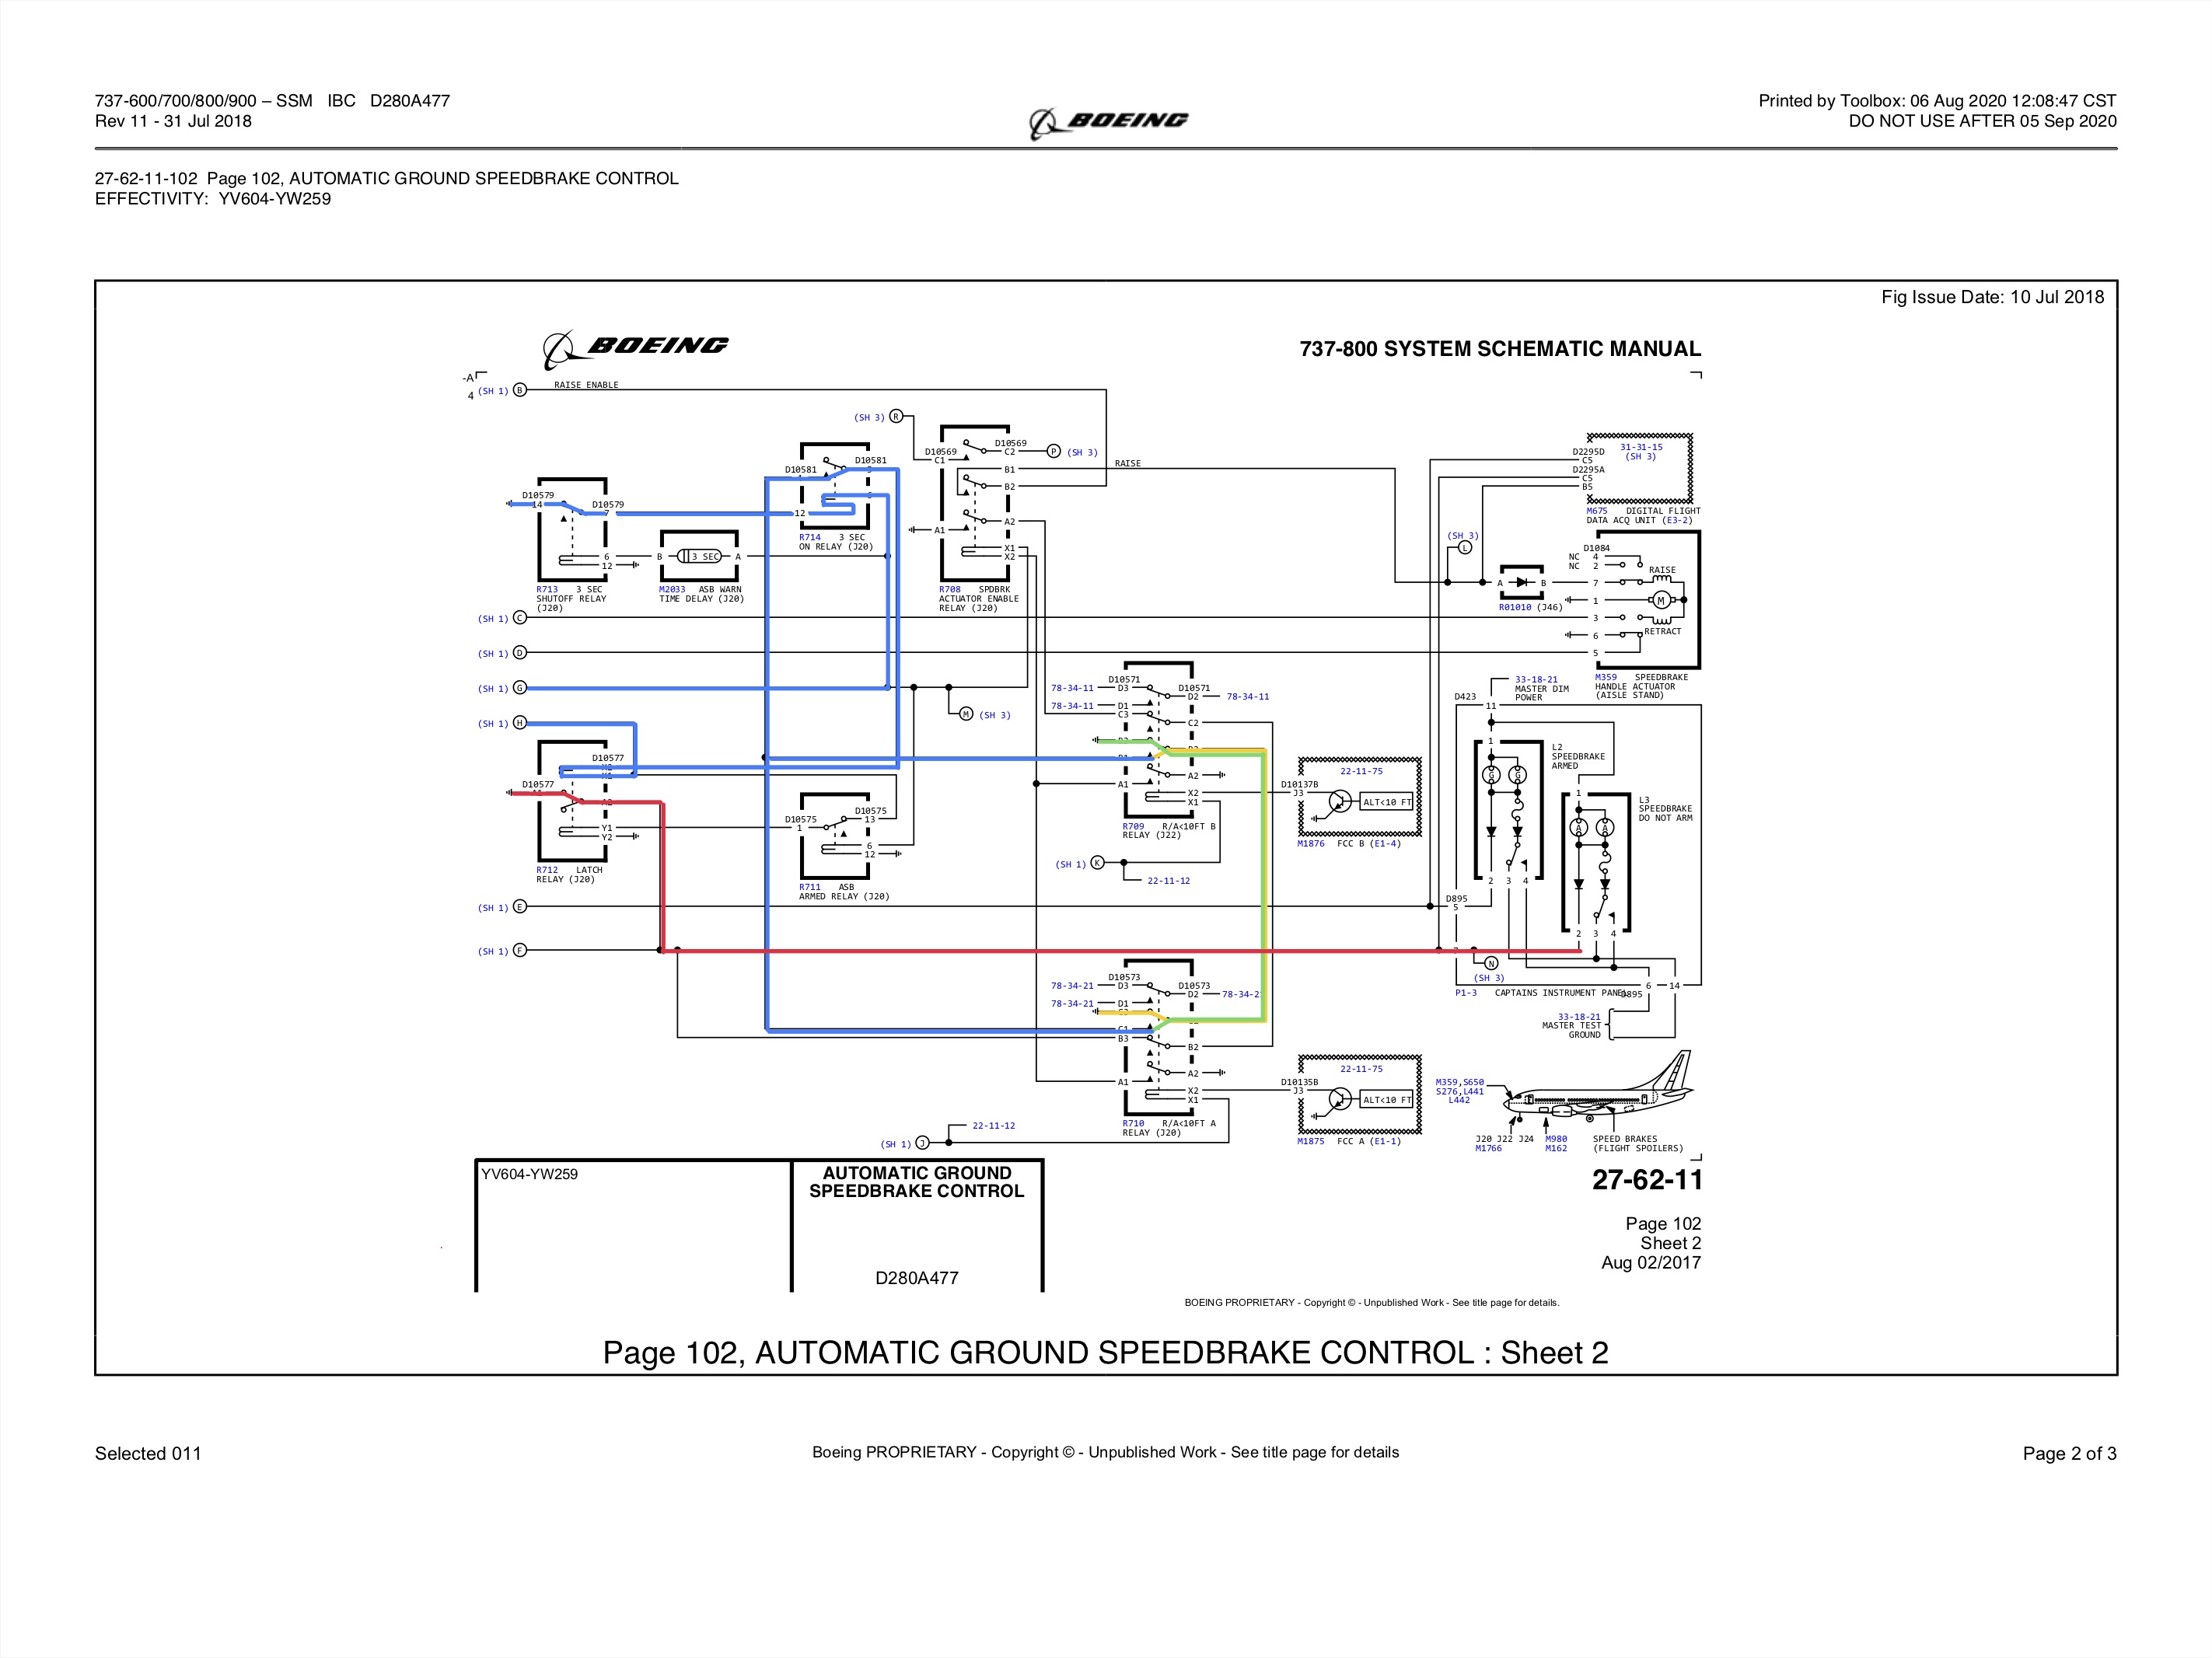 737-600/700/800/900 – SSM   IBC   D280A477
Rev 11 - 31 Jul 2018
BOEING
Printed by Toolbox: 06 Aug 2020 12:08:47 CST
DO NOT USE AFTER 05 Sep 2020
27-62-11-102  Page 102, AUTOMATIC GROUND SPEEDBRAKE CONTROL
EFFECTIVITY:  YV604-YW259
Fig Issue Date: 10 Jul 2018
BOEING
737-800 SYSTEM SCHEMATIC MANUAL
-A
4
(SH 1) B
RAISE ENABLE
(SH 3) R
D10569
C1
D10569
C2
P (SH 3)
B1
RAISE
B2
A1
A2
X1
X2
R708   SPDBRK
ACTUATOR ENABLE
RELAY (J20)
D10581
D10581
12
R714   3 SEC
ON RELAY (J20)
D10579
14
D10579
7
6
12
R713   3 SEC
SHUTOFF RELAY
(J20)
B
3 SEC
A
M2033   ASB WARN
TIME DELAY (J20)
D2295D
C5
D2295A
C5
B5
31-31-15
(SH 3)
M675   DIGITAL FLIGHT
DATA ACQ UNIT (E3-2)
(SH 3)
L
A
B
R01010 (J46)
D1084
NC 4
NC 2
RAISE
7
1
M
3
6
RETRACT
5
M359   SPEEDBRAKE
HANDLE ACTUATOR
(AISLE STAND)
(SH 1) C
(SH 1) D
(SH 1) G
(SH 1) H
M (SH 3)
D10577
D10577
Y1
Y2
R712   LATCH
RELAY (J20)
D10575
1
D10575
13
6
12
R711   ASB
ARMED RELAY (J20)
D10571
78-34-11 D3
D10571
D2 78-34-11
78-34-11 D1
C3
C2
A2
A1
X2
X1
R709   R/A<10FT B
RELAY (J22)
(SH 1) K
22-11-12
22-11-75
D10137B
J3
ALT<10 FT
M1876   FCC B (E1-4)
33-18-21
MASTER DIM
POWER
D423
11
1
G
G
L2
SPEEDBRAKE
ARMED
2 3 4
1
A
A
L3
SPEEDBRAKE
DO NOT ARM
2 3 4
D895
5
N
(SH 3)
P1-3   CAPTAINS INSTRUMENT PANEL
6
D895
14
33-18-21
MASTER TEST
GROUND
(SH 1) E
(SH 1) F
D10573
78-34-21 D3
D10573
D2 78-34-2
78-34-21 D1
B3
B2
A2
A1
X2
X1
R710   R/A<10FT A
RELAY (J20)
22-11-12
(SH 1) J
22-11-75
D10135B
J3
ALT<10 FT
M1875   FCC A (E1-1)
M359,S650
S276,L441
L442
J20 J22 J24
M1766
M980
M162
SPEED BRAKES
(FLIGHT SPOILERS)
YV604-YW259
AUTOMATIC GROUND
SPEEDBRAKE CONTROL
D280A477
27-62-11
Page 102
Sheet 2
Aug 02/2017
BOEING PROPRIETARY - Copyright © - Unpublished Work - See title page for details.
Page 102, AUTOMATIC GROUND SPEEDBRAKE CONTROL : Sheet 2
Selected 011
Boeing PROPRIETARY - Copyright © - Unpublished Work - See title page for details
Page 2 of 3